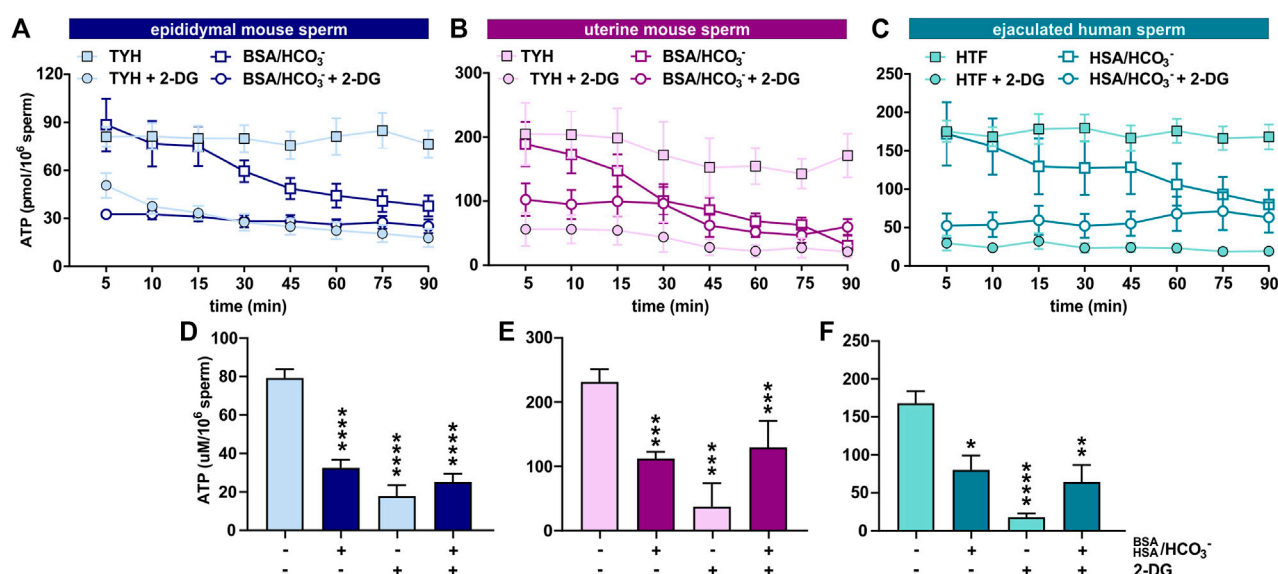 A epididymal mouse sperm
TYH BSA/HCO₃⁻
TYH + 2-DG BSA/HCO₃⁻ + 2-DG
ATP (pmol/10⁶ sperm)
120
90
60
30
0
5 10 15 30 45 60 75 90
time (min)
B uterine mouse sperm
TYH BSA/HCO₃⁻
TYH + 2-DG BSA/HCO₃⁻ + 2-DG
300
200
100
0
5 10 15 30 45 60 75 90
time (min)
C ejaculated human sperm
HTF HSA/HCO₃⁻
HTF + 2-DG HSA/HCO₃⁻ + 2-DG
250
200
150
100
50
0
5 10 15 30 45 60 75 90
time (min)
D
ATP (uM/10⁶ sperm)
100
80
60
40
20
0
**** **** ****
- + - +
- - + +
E
300
200
100
0
*** *** ***
- + - +
- - + +
F
250
200
150
100
50
0
* **** **
- + - + BSA HSA/HCO₃⁻
- - + + 2-DG